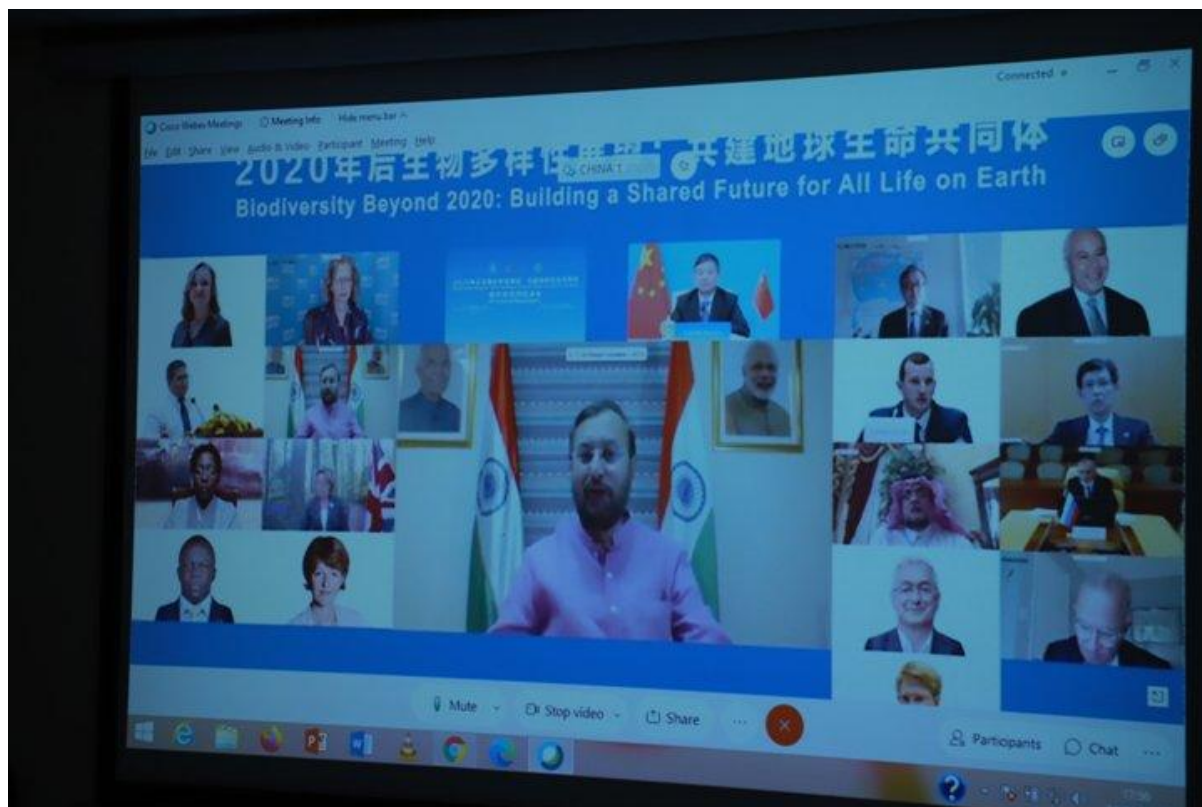 Connected
Cisco Webex Meetings Meeting Info Hide menu bar
File Edit Share View Audio & Video Participant Meeting Help
2020年后生物多样性展望：共建地球生命共同体
CHINA 1
Biodiversity Beyond 2020: Building a Shared Future for All Life on Earth
Mute Stop video Share
Participants Chat